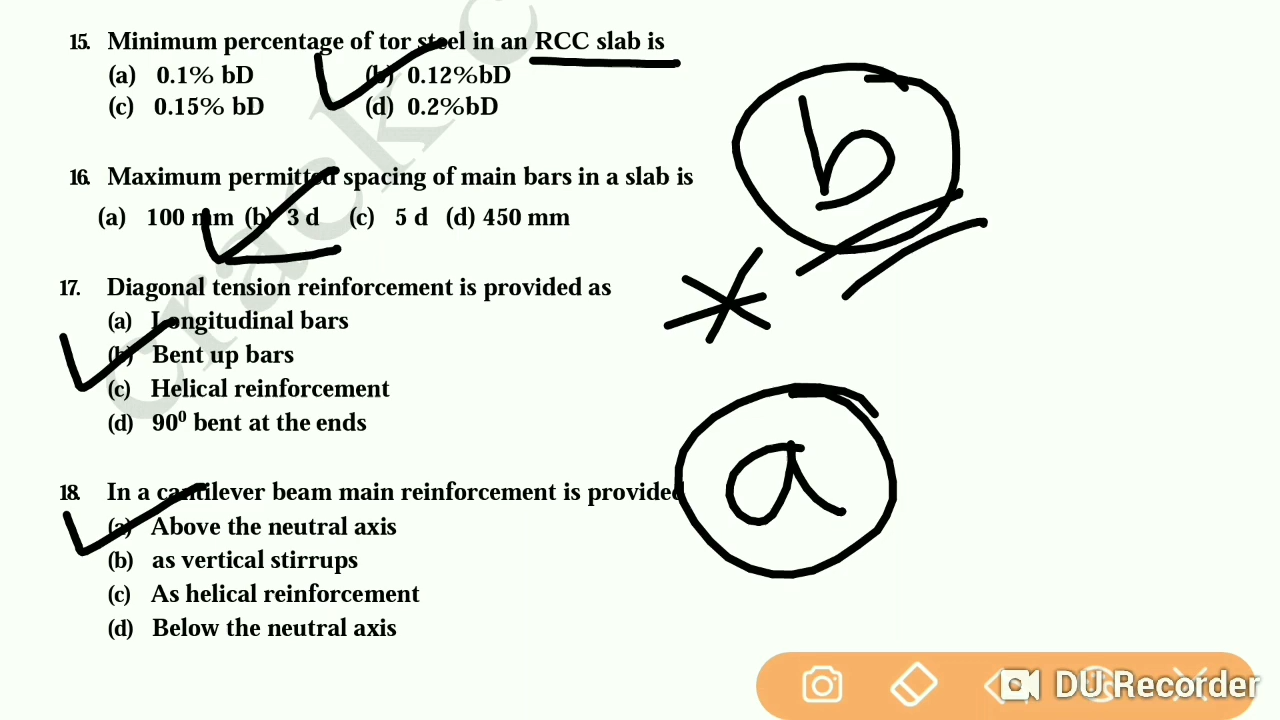 15. Minimum percentage of tor steel in an RCC slab is
(a) 0.1% bD (b) 0.12%bD
(c) 0.15% bD (d) 0.2%bD
16. Maximum permitted spacing of main bars in a slab is
(a) 100 mm (b) 3 d (c) 5 d (d) 450 mm
17. Diagonal tension reinforcement is provided as
(a) Longitudinal bars
(b) Bent up bars
(c) Helical reinforcement
(d) 90⁰ bent at the ends
18. In a cantilever beam main reinforcement is provided
(a) Above the neutral axis
(b) as vertical stirrups
(c) As helical reinforcement
(d) Below the neutral axis
b
a
crack c
DU Recorder